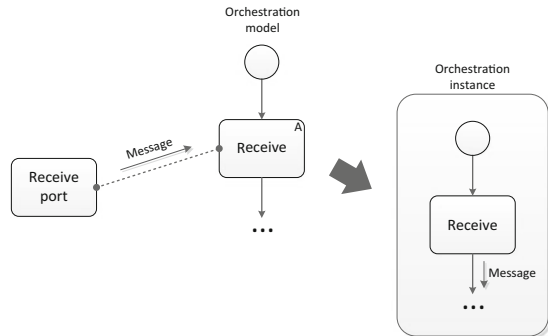 Orchestration
model
A
Receive
Message
Receive
port
...
Orchestration
instance
Receive
Message
...